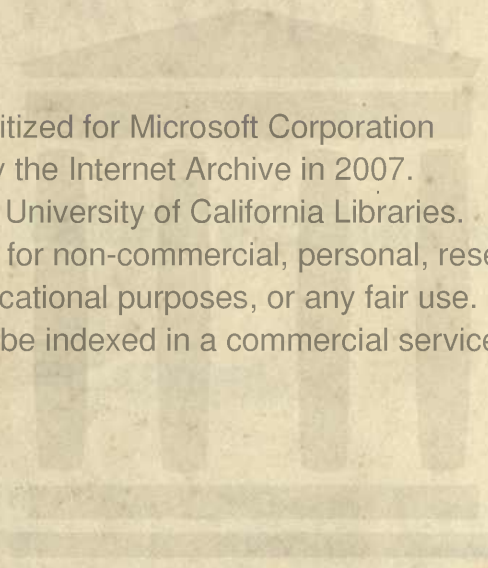 itized for Microsoft Corporation
the Internet Archive in 2007.
University of California Libraries.
for non-commercial, personal, rese
cational purposes, or any fair use.
be indexed in a commercial service